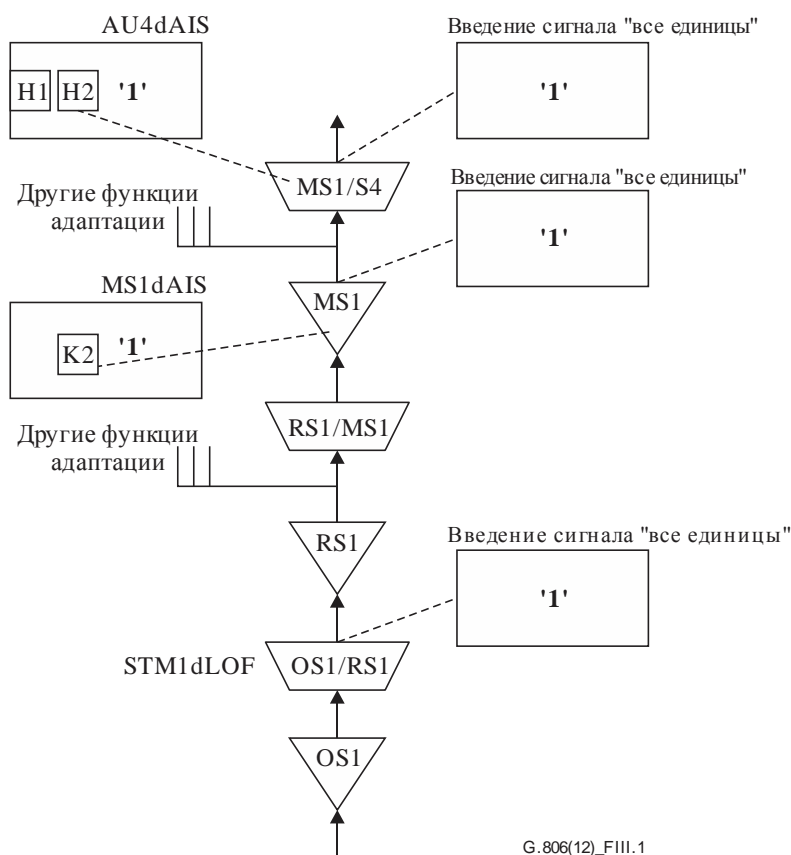 AU4dAIS
Введение сигнала "все единицы"
H1 H2 '1'
'1'
MS1/S4
Другие функции
адаптации
Введение сигнала "все единицы"
'1'
MS1dAIS
MS1
K2 '1'
RS1/MS1
Другие функции
адаптации
RS1
Введение сигнала "все единицы"
'1'
STM1dLOF
OS1/RS1
OS1
G.806(12)_FIII.1